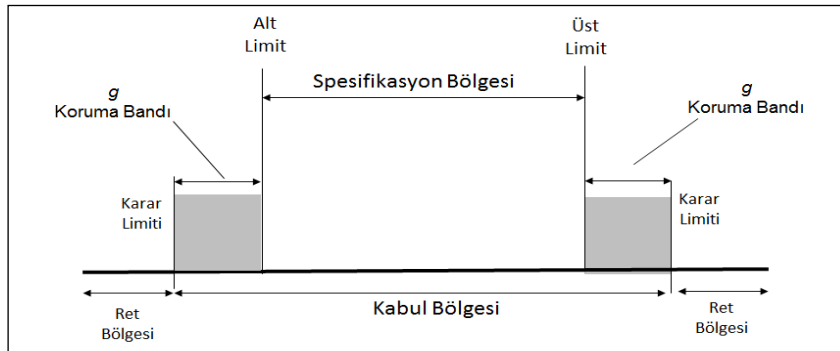 Alt
Limit
Üst
Limit
Spesifikasyon Bölgesi
g
Koruma Bandı
g
Koruma Bandı
Karar
Limiti
Karar
Limiti
Ret
Bölgesi
Kabul Bölgesi
Ret
Bölgesi